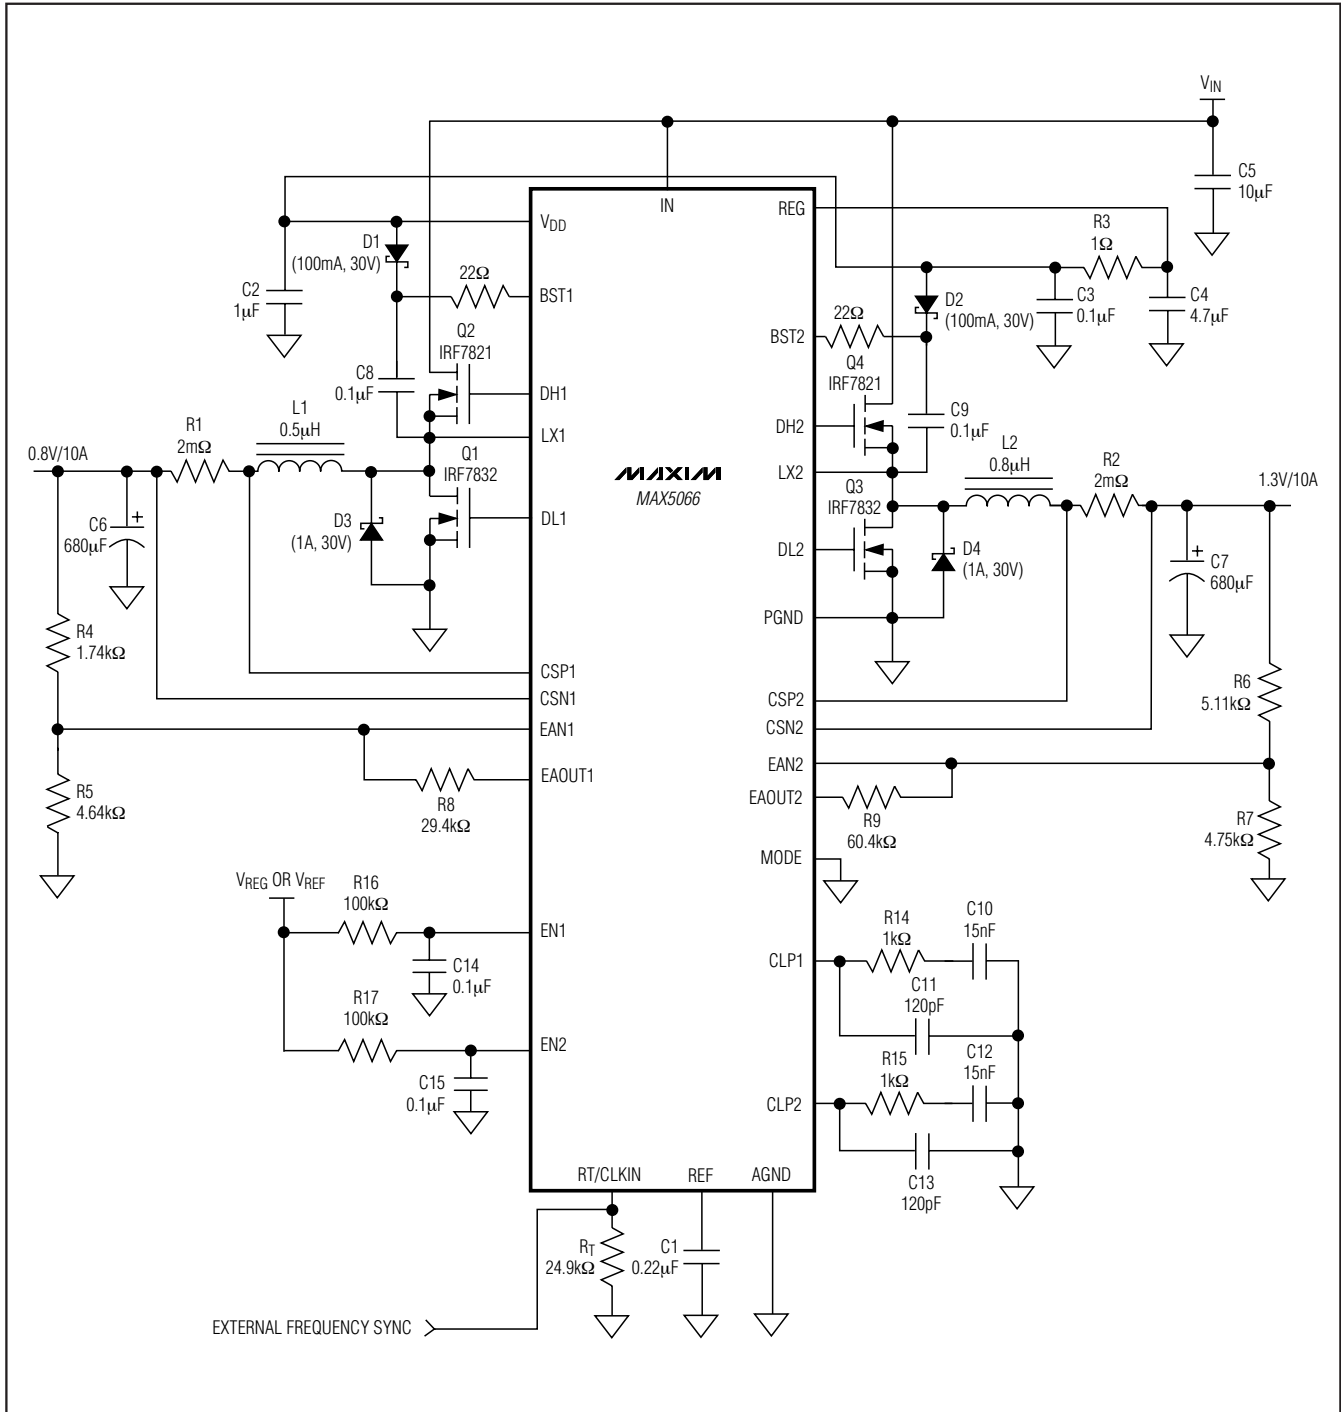 V_IN
C5
10µF
IN
REG
V_DD
R3
1Ω
D1
(100mA, 30V)
22Ω
C2
1µF
BST1
D2
(100mA, 30V)
C3
0.1µF
C4
4.7µF
22Ω
BST2
Q2
IRF7821
Q4
IRF7821
C8
0.1µF
DH1
C9
0.1µF
DH2
L1
0.5µH
R1
2mΩ
LX1
0.8V/10A
L2
0.8µH
R2
2mΩ
LX2
1.3V/10A
Q1
IRF7832
MAXIM
MAX5066
Q3
IRF7832
C6
+
680µF
D3
(1A, 30V)
DL1
DL2
D4
(1A, 30V)
+
C7
680µF
PGND
R4
1.74kΩ
CSP1
CSN1
CSP2
R6
5.11kΩ
EAN1
CSN2
EAN2
EAOUT1
R5
4.64kΩ
R8
29.4kΩ
EAOUT2
R9
60.4kΩ
R7
4.75kΩ
MODE
V_REG OR V_REF
R16
100kΩ
EN1
C14
0.1µF
R14
1kΩ
C10
15nF
CLP1
C11
120pF
R17
100kΩ
EN2
C15
0.1µF
R15
1kΩ
C12
15nF
CLP2
C13
120pF
RT/CLKIN
REF
AGND
R_T
24.9kΩ
C1
0.22µF
EXTERNAL FREQUENCY SYNC